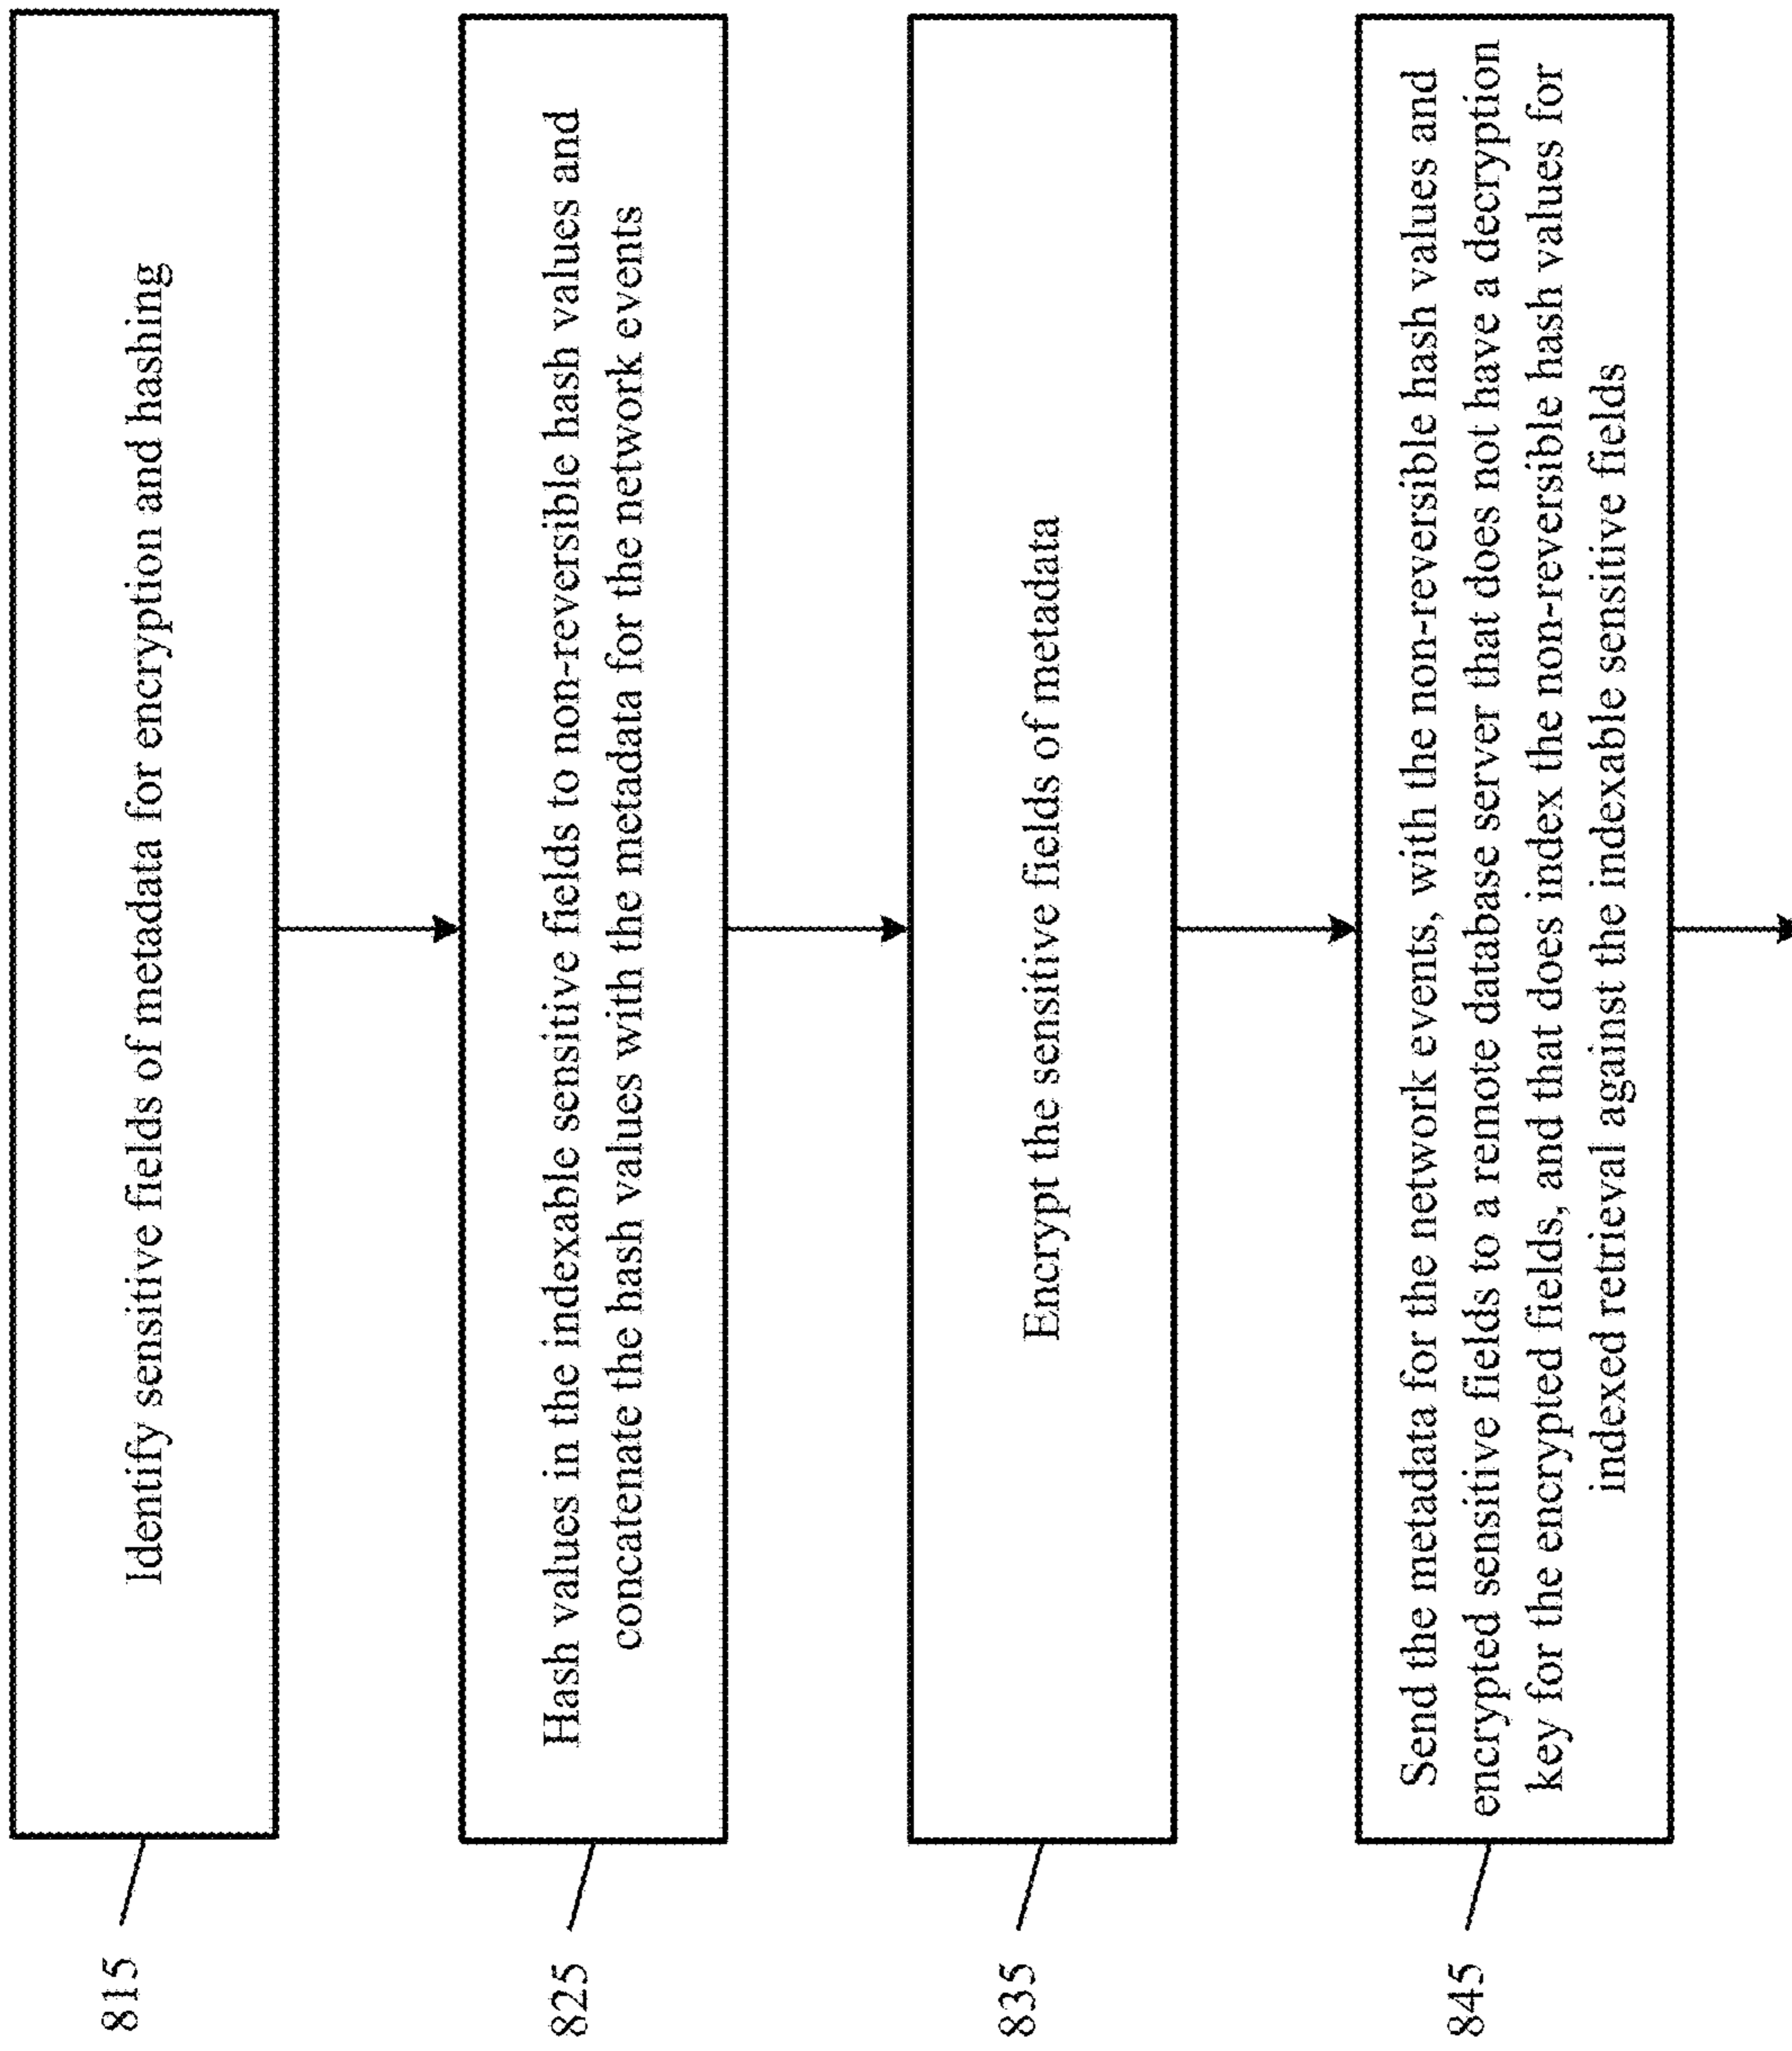 815
Identify sensitive fields of metadata for encryption and hashing
825
Hash values in the indexable sensitive fields to non-reversible hash values and
concatenate the hash values with the metadata for the network events
835
Encrypt the sensitive fields of metadata
845
Send the metadata for the network events, with the non-reversible hash values and
encrypted sensitive fields to a remote database server that does not have a decryption
key for the encrypted fields, and that does index the non-reversible hash values for
indexed retrieval against the indexable sensitive fields